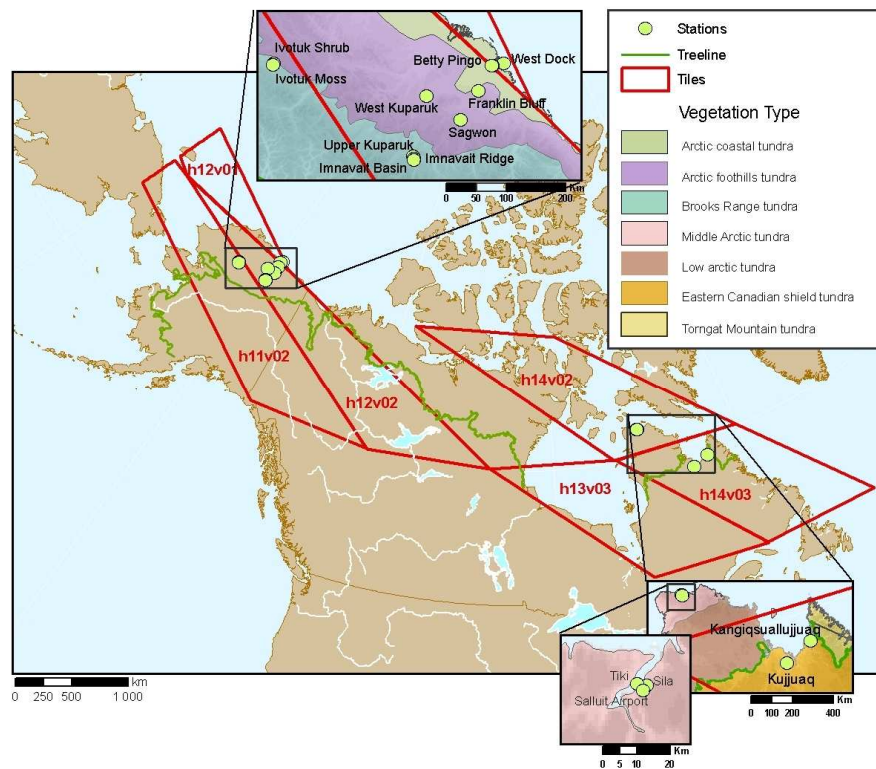 Ivotuk Shrub
Ivotuk Moss
Betty Pingo
West Dock
West Kuparuk
Franklin Bluff
Sagwon
Upper Kuparuk
Imnavait Ridge
Imnavait Basin
0 50 100 200
Km
Stations
Treeline
Tiles
Vegetation Type
Arctic coastal tundra
Arctic foothills tundra
Brooks Range tundra
Middle Arctic tundra
Low arctic tundra
Eastern Canadian shield tundra
Torngat Mountain tundra
h12v01
h11v02
h12v02
h14v02
h13v03
h14v03
Kangiqsuallujjuaq
Kujjuaq
Km
0 100 200 400
Tiki
Sila
Salluit Airport
Km
0 5 10 20
km
0 250 500 1 000